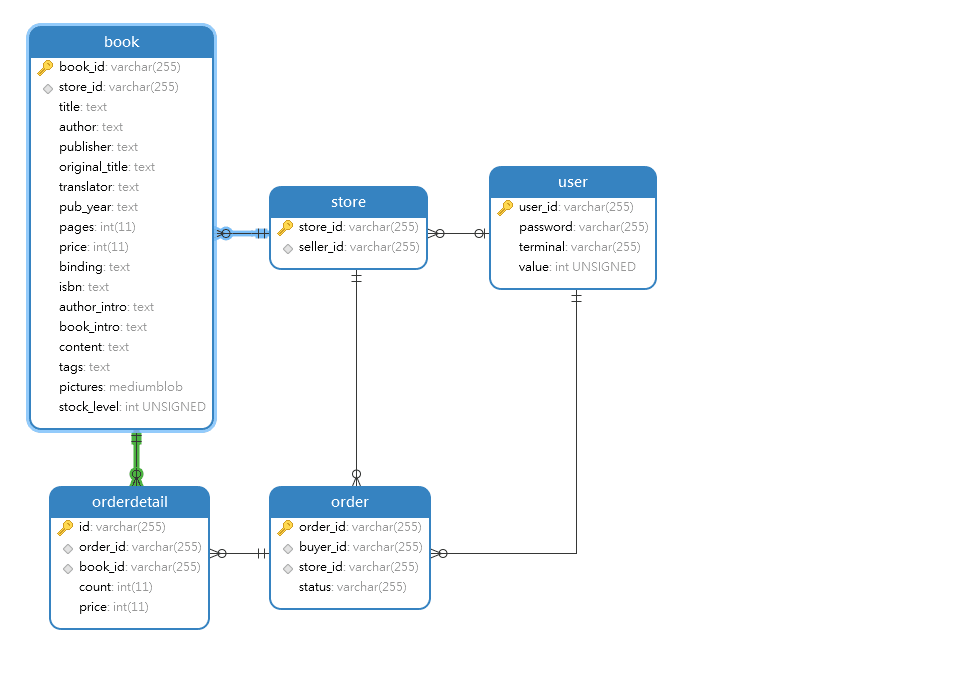 book
book_id: varchar(255)
store_id: varchar(255)
title: text
author: text
publisher: text
original_title: text
translator: text
pub_year: text
pages: int(11)
price: int(11)
binding: text
isbn: text
author_intro: text
book_intro: text
content: text
tags: text
pictures: mediumblob
stock_level: int UNSIGNED
store
store_id: varchar(255)
seller_id: varchar(255)
user
user_id: varchar(255)
password: varchar(255)
terminal: varchar(255)
value: int UNSIGNED
orderdetail
id: varchar(255)
order_id: varchar(255)
book_id: varchar(255)
count: int(11)
price: int(11)
order
order_id: varchar(255)
buyer_id: varchar(255)
store_id: varchar(255)
status: varchar(255)